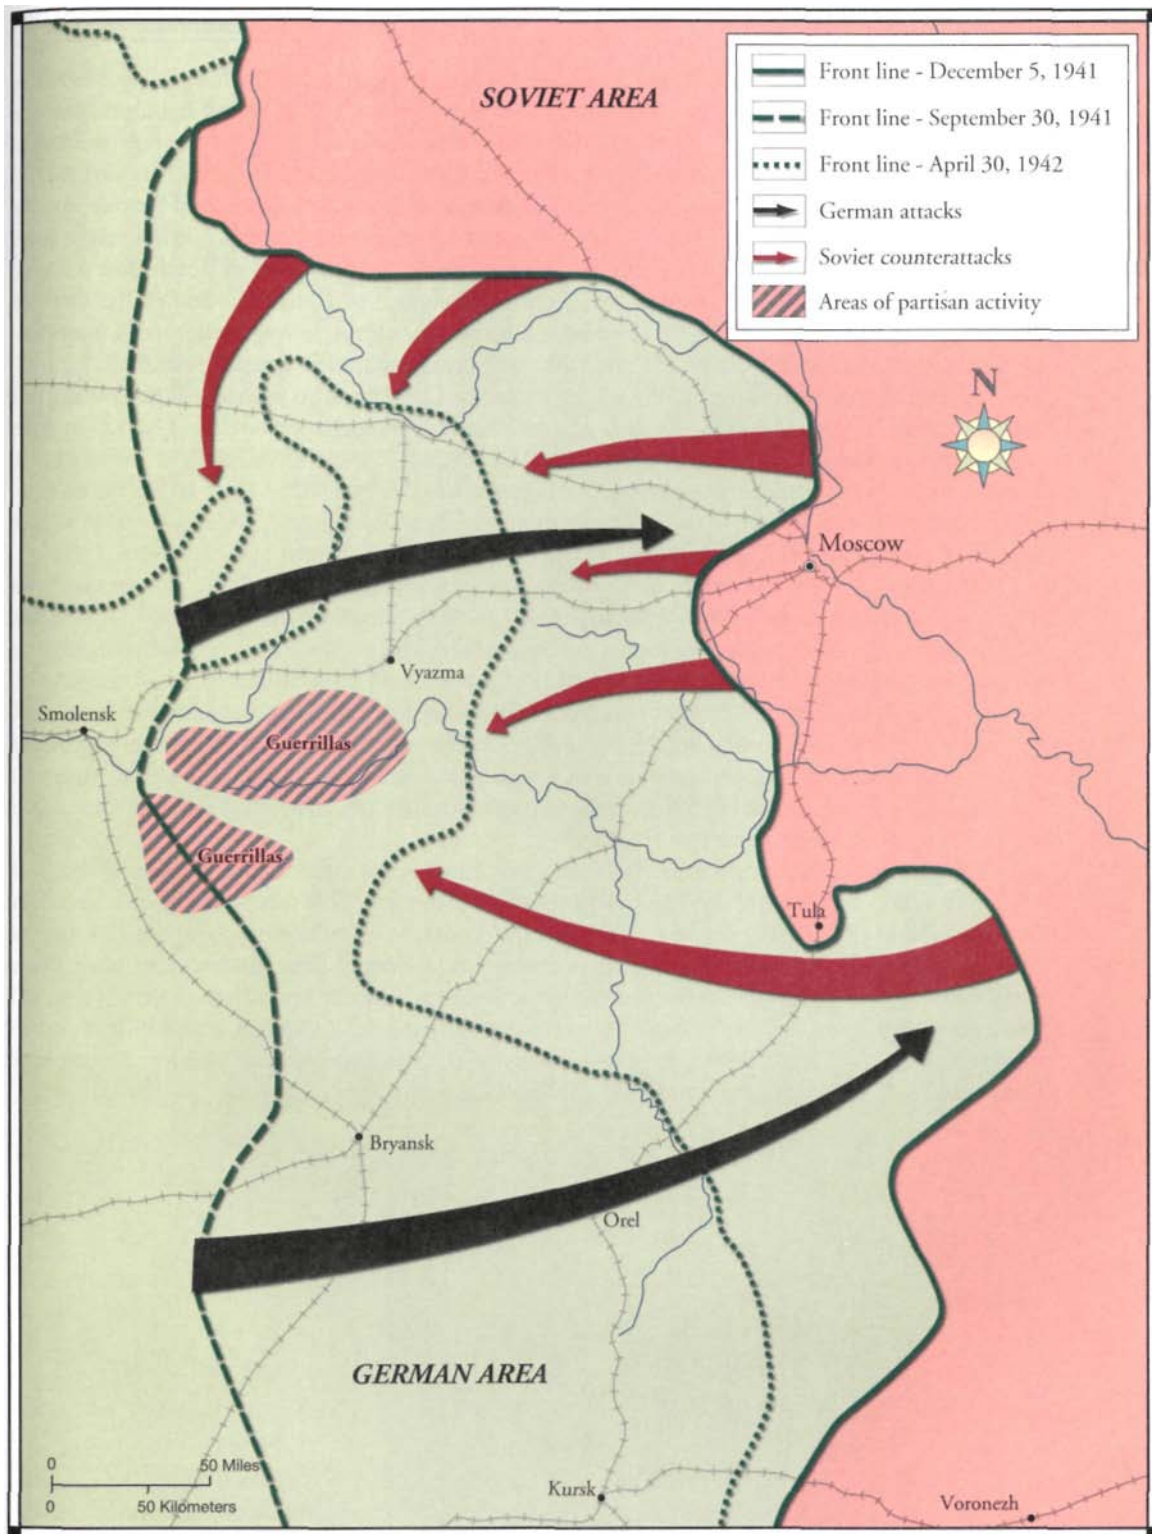 SOVIET AREA
Front line - December 5, 1941
Front line - September 30, 1941
Front line - April 30, 1942
German attacks
Soviet counterattacks
Areas of partisan activity
N
Moscow
Vyazma
Smolensk
Guerrillas
Guerrillas
Tula
Bryansk
Orel
GERMAN AREA
0 50 Miles
0 50 Kilometers
Kursk
Voronezh